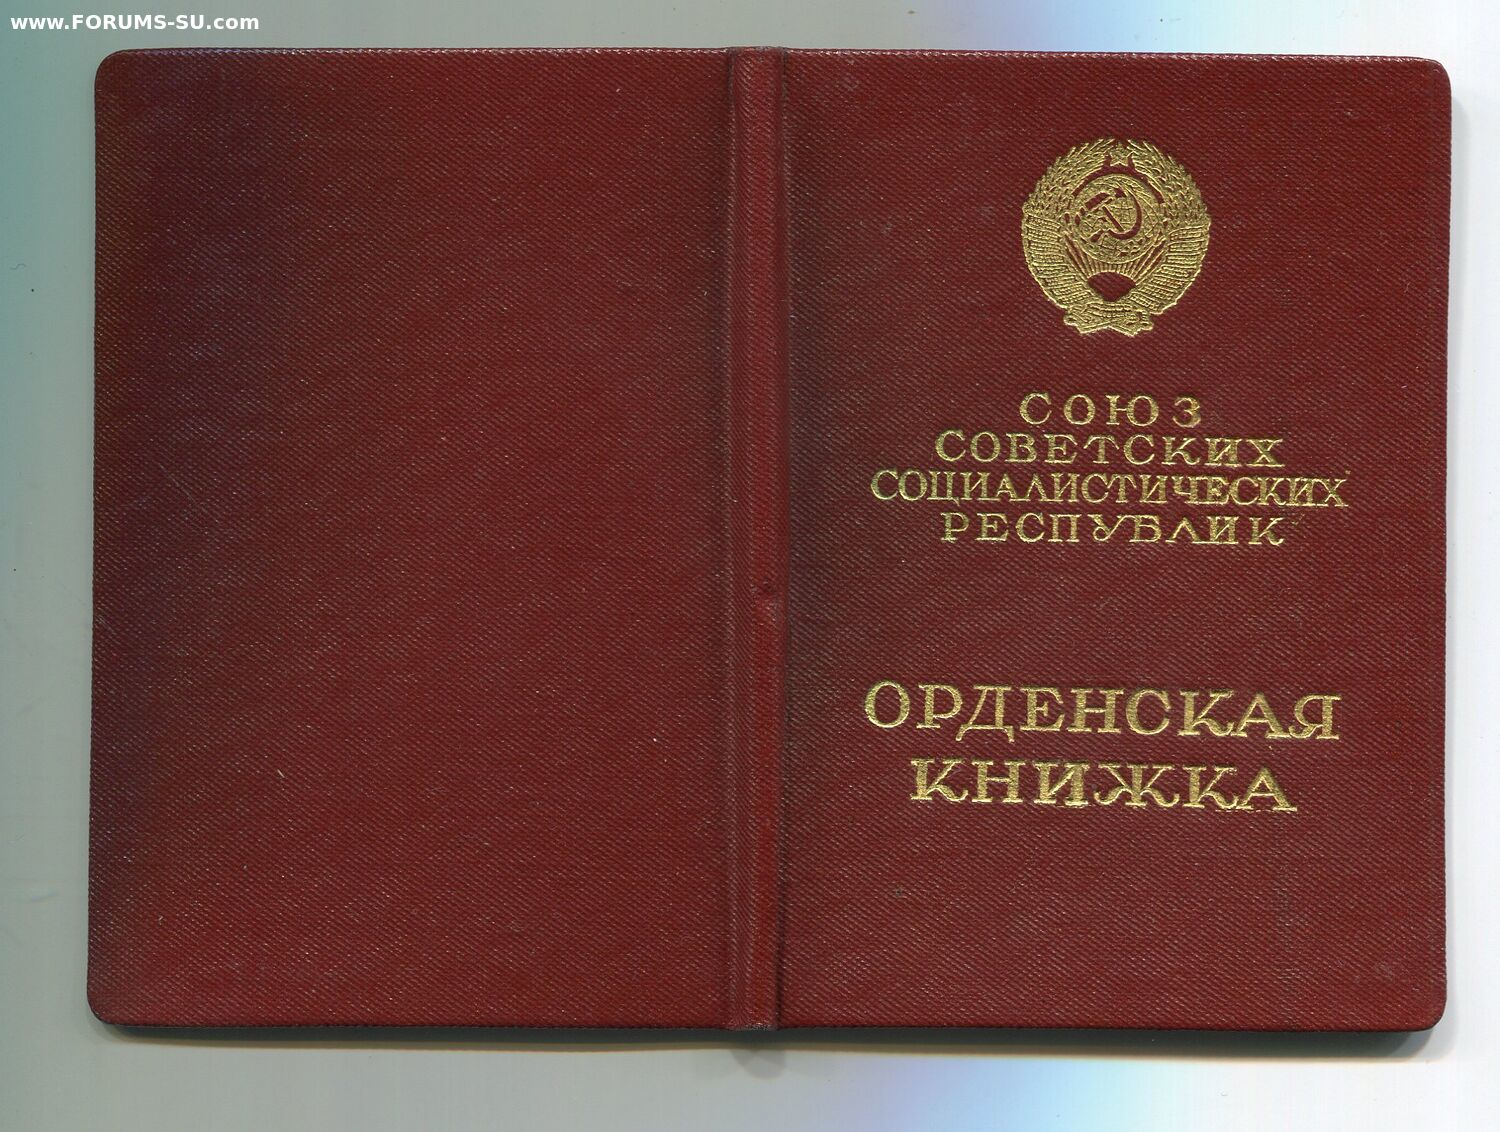 www.FORUMS-SU.com
СОЮЗ
СОВЕТСКИХ
СОЦИАЛИСТИЧЕСКИХ
РЕСПУБЛИК
ОРДЕНСКАЯ
КНИЖКА